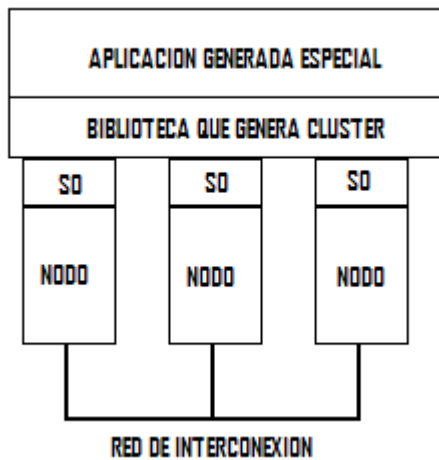 APLICACION GENERADA ESPECIAL
BIBLIOTECA QUE GENERA CLUSTER
SO SO SO
NODO NODO NODO
RED DE INTERCONEXION